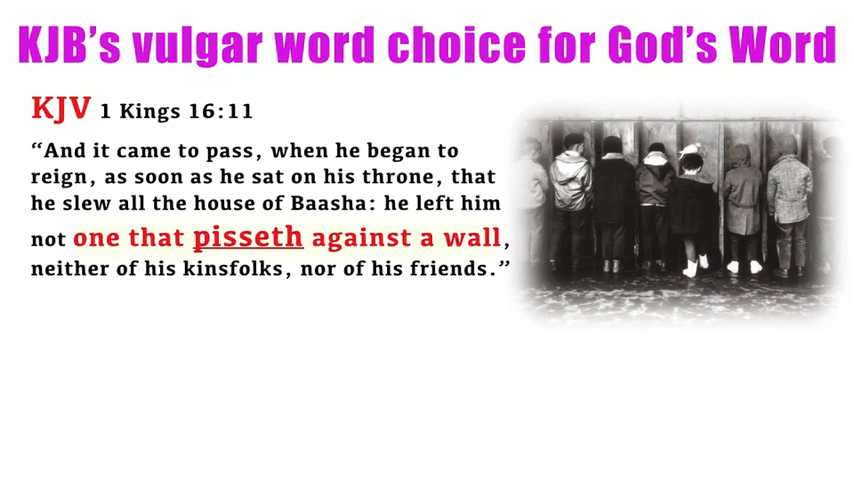 KJB’s vulgar word choice for God’s Word
KJV 1 Kings 16:11
“And it came to pass, when he began to
reign, as soon as he sat on his throne, that
he slew all the house of Baasha: he left him
not one that pisseth against a wall,
neither of his kinsfolks, nor of his friends.”